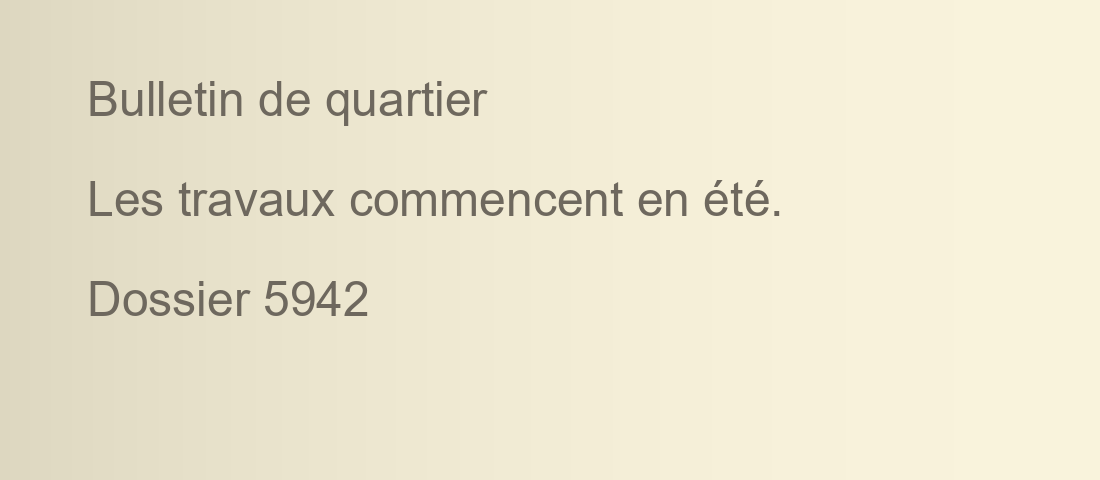 Bulletin de quartier
Les travaux commencent en été.
Dossier 5942